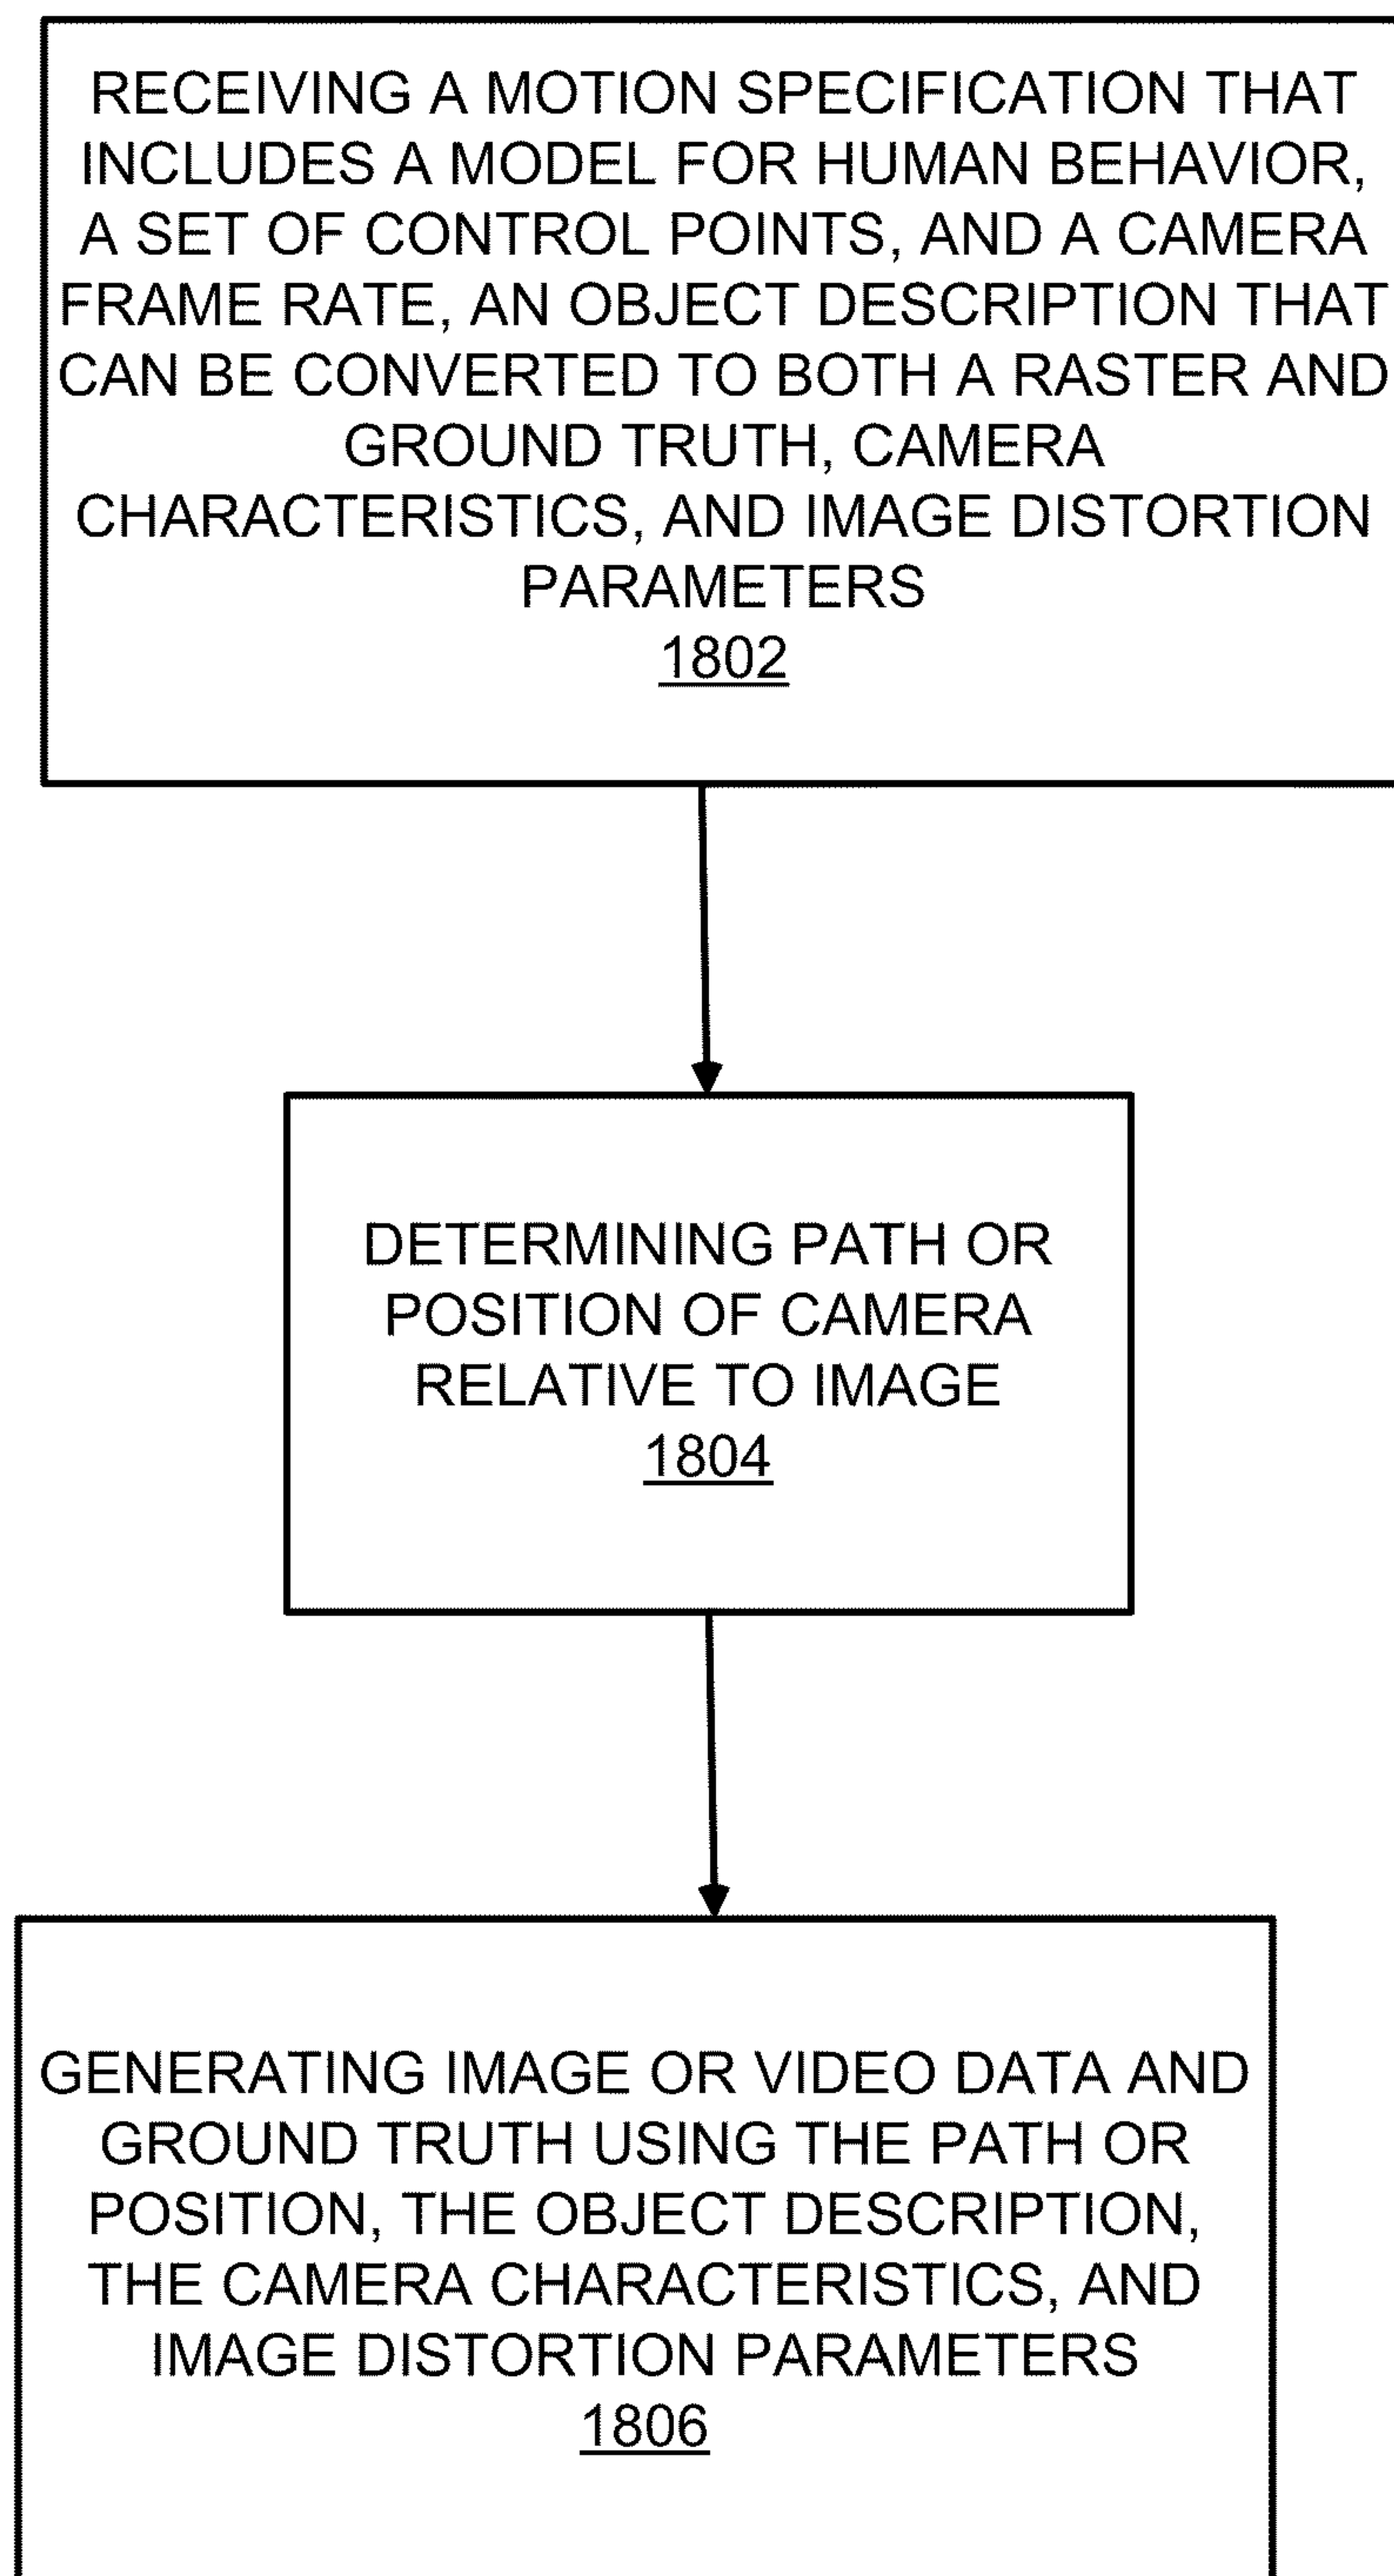 RECEIVING A MOTION SPECIFICATION THAT
INCLUDES A MODEL FOR HUMAN BEHAVIOR,
A SET OF CONTROL POINTS, AND A CAMERA
FRAME RATE, AN OBJECT DESCRIPTION THAT
CAN BE CONVERTED TO BOTH A RASTER AND
GROUND TRUTH, CAMERA
CHARACTERISTICS, AND IMAGE DISTORTION
PARAMETERS
1802
DETERMINING PATH OR
POSITION OF CAMERA
RELATIVE TO IMAGE
1804
GENERATING IMAGE OR VIDEO DATA AND
GROUND TRUTH USING THE PATH OR
POSITION, THE OBJECT DESCRIPTION,
THE CAMERA CHARACTERISTICS, AND
IMAGE DISTORTION PARAMETERS
1806